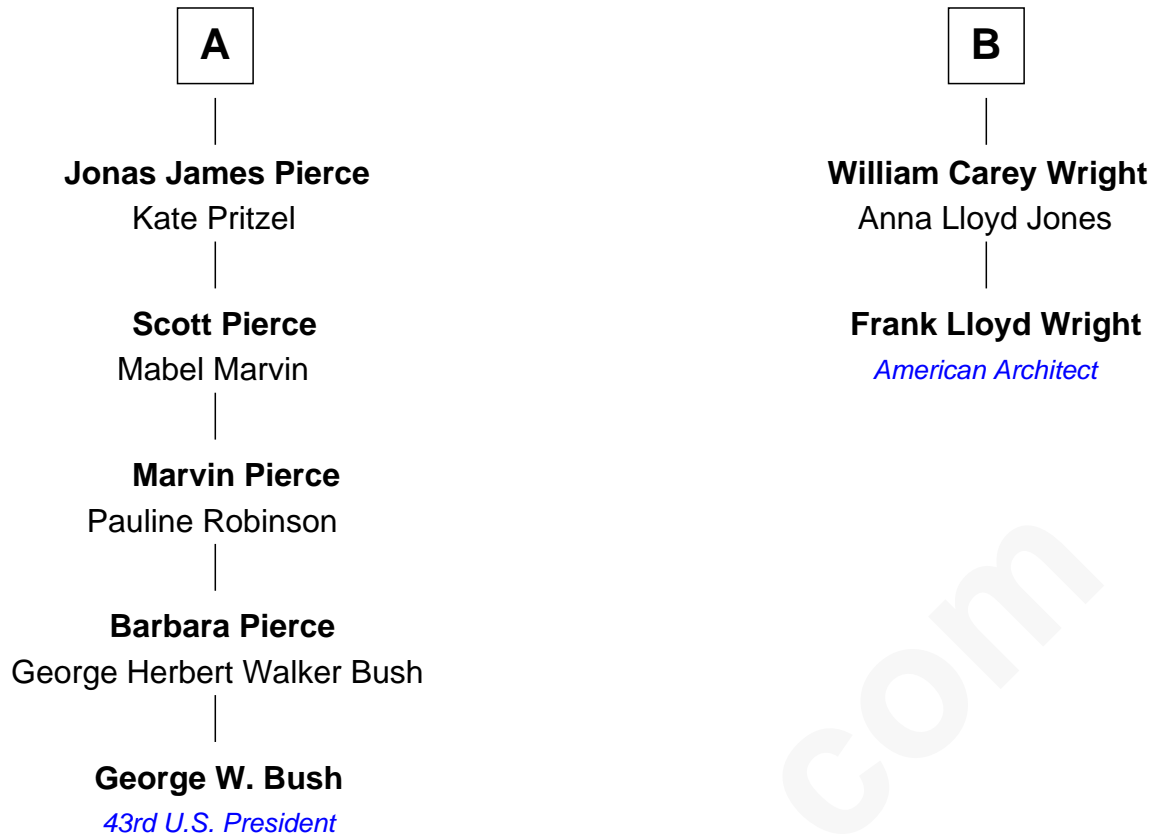 A
Jonas James Pierce
Kate Pritzel
Scott Pierce
Mabel Marvin
Marvin Pierce
Pauline Robinson
Barbara Pierce
George Herbert Walker Bush
George W. Bush
43rd U.S. President
B
William Carey Wright
Anna Lloyd Jones
Frank Lloyd Wright
American Architect
com